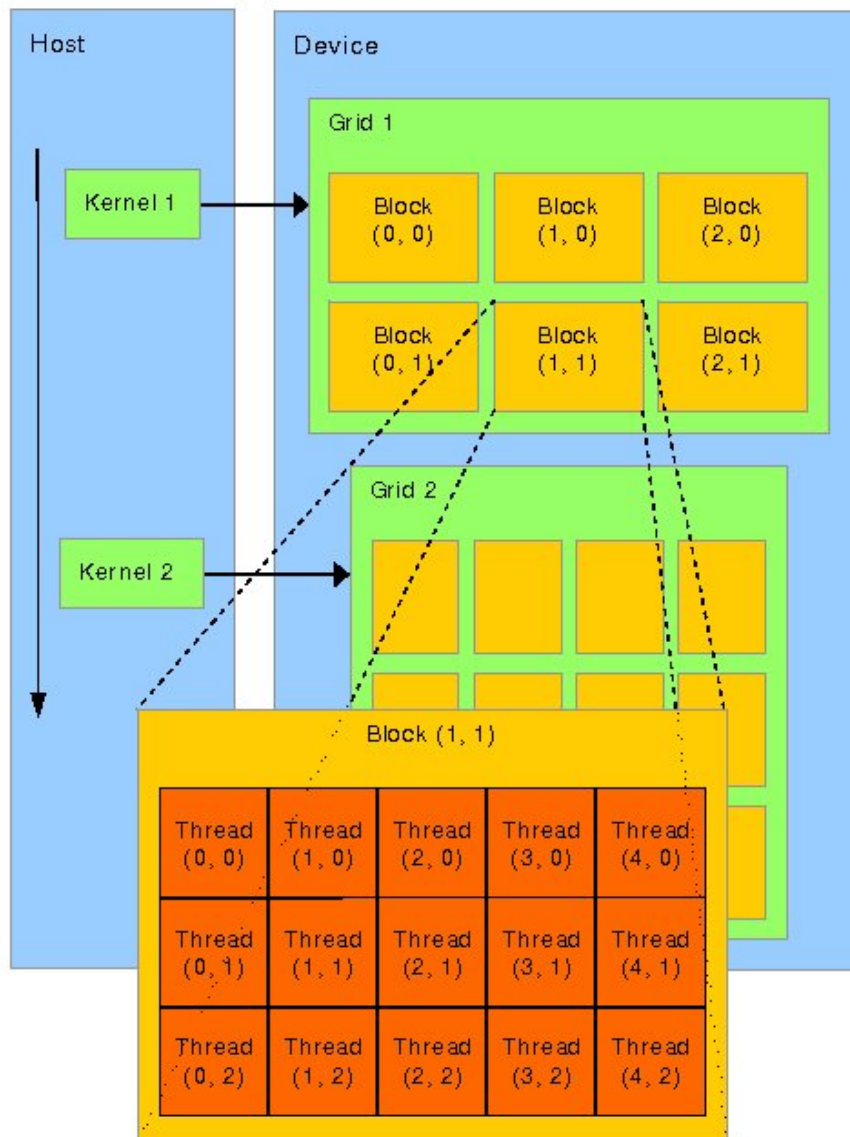 Host
Device
Grid 1
Kernel 1
Block
(0, 0)
Block
(1, 0)
Block
(2, 0)
Block
(0, 1)
Block
(1, 1)
Block
(2, 1)
Grid 2
Kernel 2
Block (1, 1)
Thread
(0, 0)
Thread
(1, 0)
Thread
(2, 0)
Thread
(3, 0)
Thread
(4, 0)
Thread
(0, 1)
Thread
(1, 1)
Thread
(2, 1)
Thread
(3, 1)
Thread
(4, 1)
Thread
(0, 2)
Thread
(1, 2)
Thread
(2, 2)
Thread
(3, 2)
Thread
(4, 2)